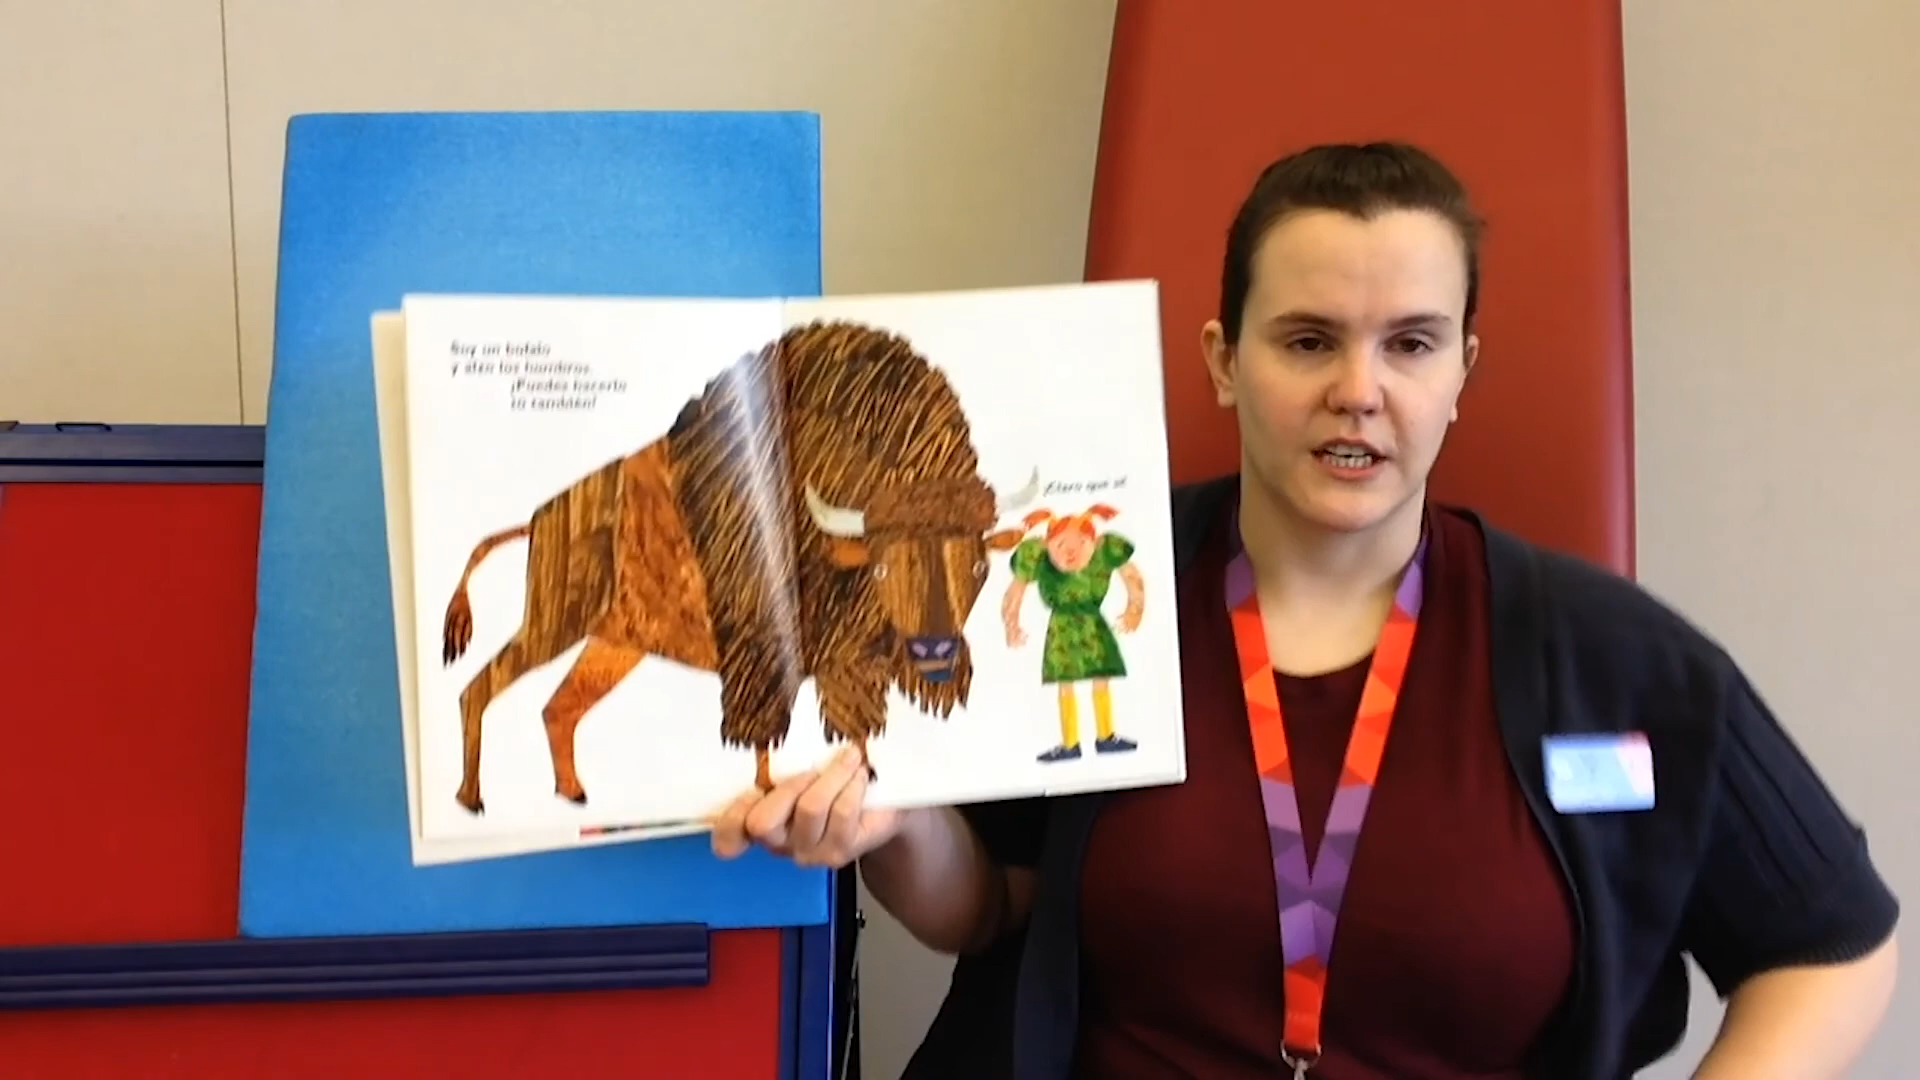 Soy un búfalo
y alzo los hombros.
¡Puedes hacerlo
tú también!
¡Claro que sí!